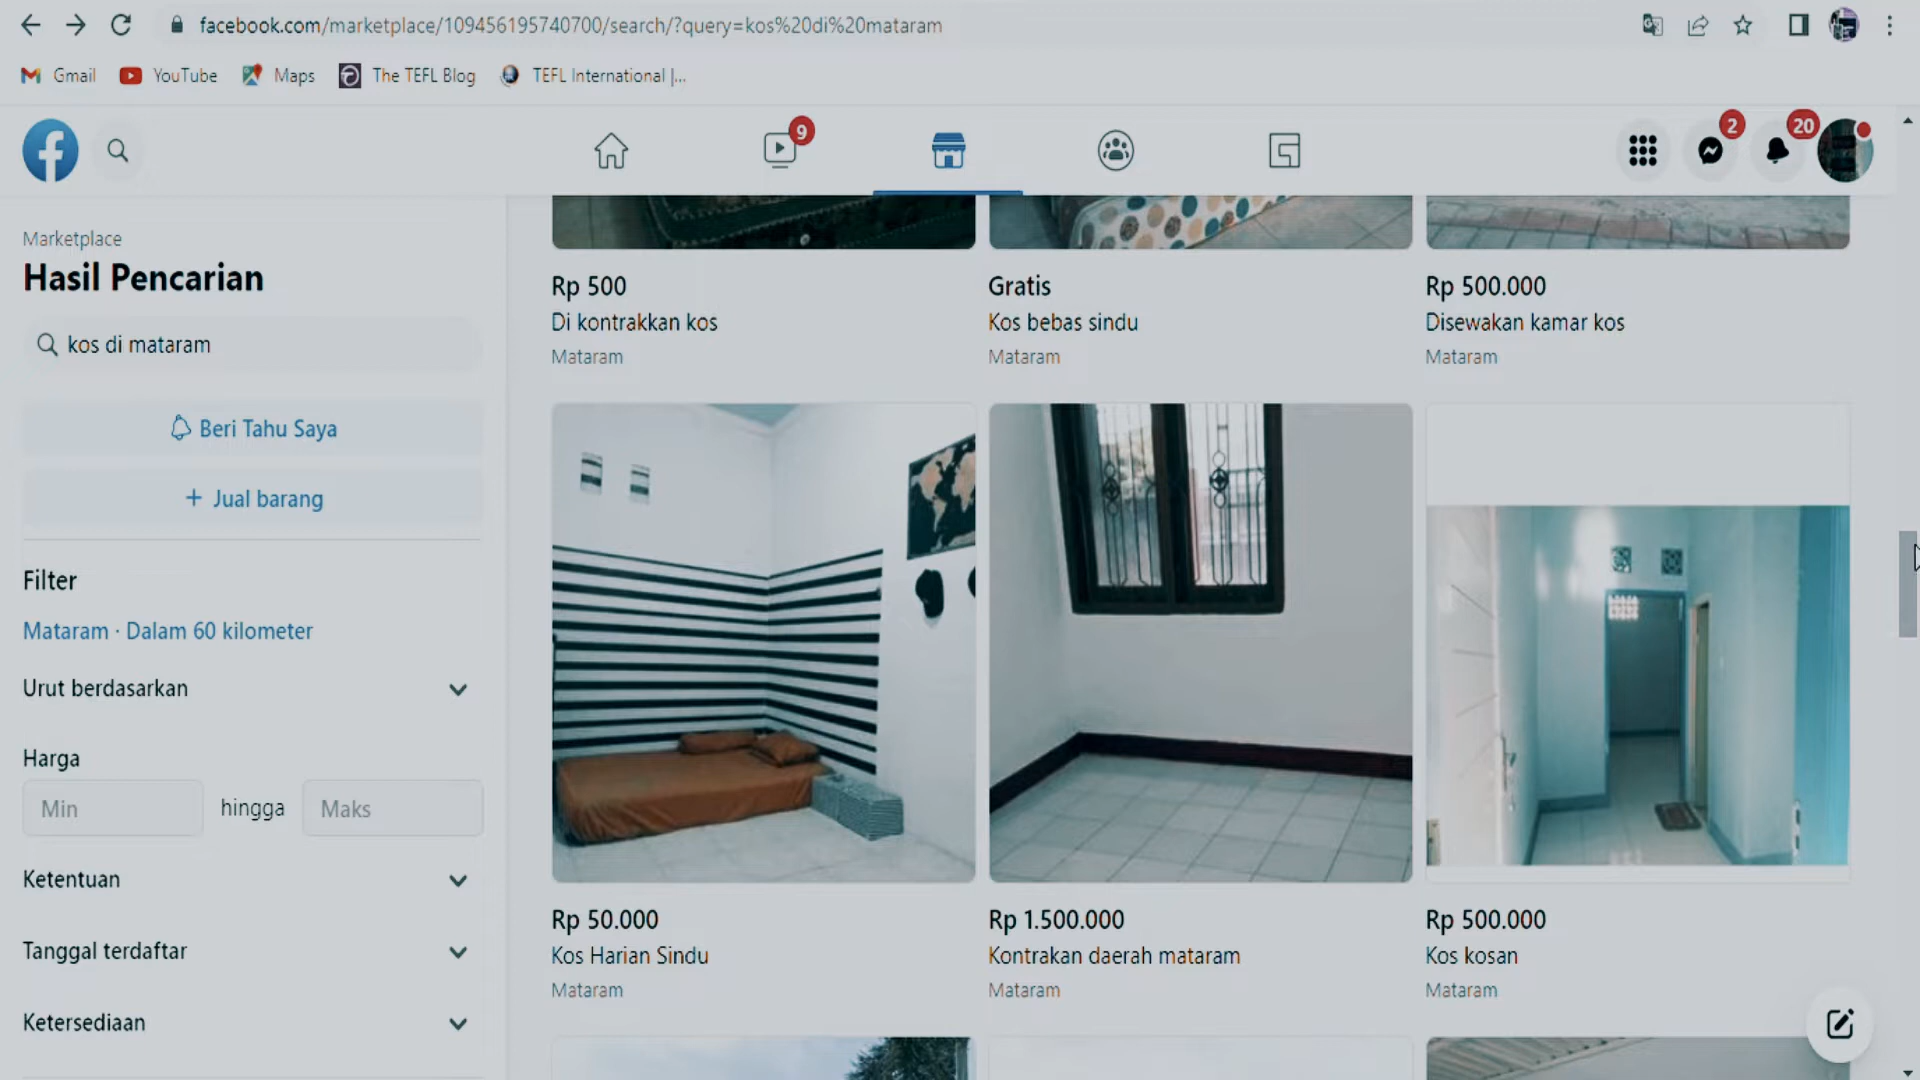 facebook.com/marketplace/109456195740700/search/?query=kos%20di%20mataram
Gmail
YouTube
Maps
The TEFL Blog
TEFL International |...
9
2
20
Marketplace
Hasil Pencarian
kos di mataram
Beri Tahu Saya
+ Jual barang
Filter
Mataram · Dalam 60 kilometer
Urut berdasarkan
Harga
Min hingga Maks
Ketentuan
Tanggal terdaftar
Ketersediaan
Rp 500
Di kontrakkan kos
Mataram
Gratis
Kos bebas sindu
Mataram
Rp 500.000
Disewakan kamar kos
Mataram
Rp 50.000
Kos Harian Sindu
Mataram
Rp 1.500.000
Kontrakan daerah mataram
Mataram
Rp 500.000
Kos kosan
Mataram